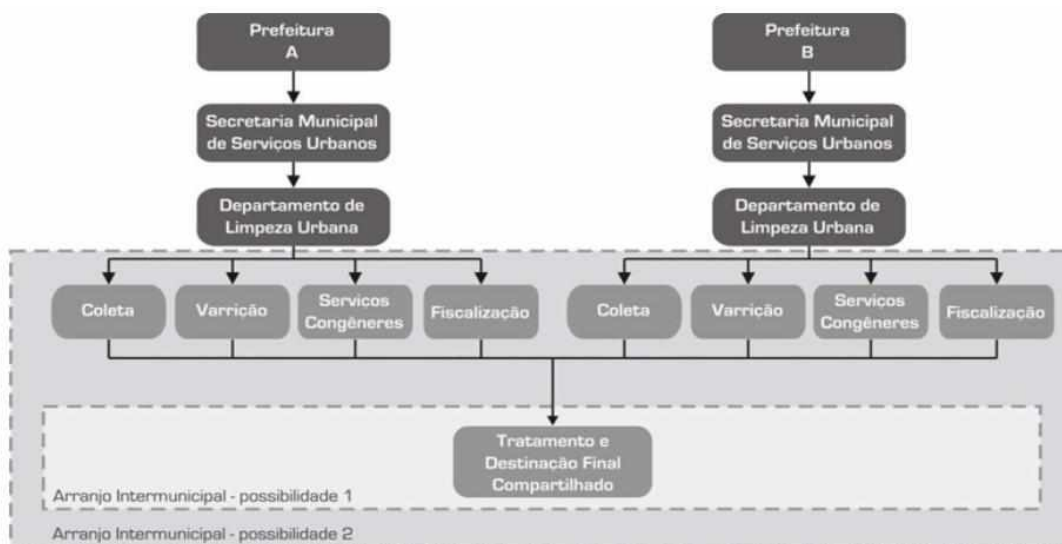 Prefeitura
A
Prefeitura
B
Secretaria Municipal
de Serviços Urbanos
Secretaria Municipal
de Serviços Urbanos
Departamento de
Limpeza Urbana
Departamento de
Limpeza Urbana
Coleta
Varrição
Serviços
Congêneres
Fiscalização
Coleta
Varrição
Serviços
Congêneres
Fiscalização
Tratamento e
Destinação Final
Compartilhado
Arranjo Intermunicipal - possibilidade 1
Arranjo Intermunicipal - possibilidade 2